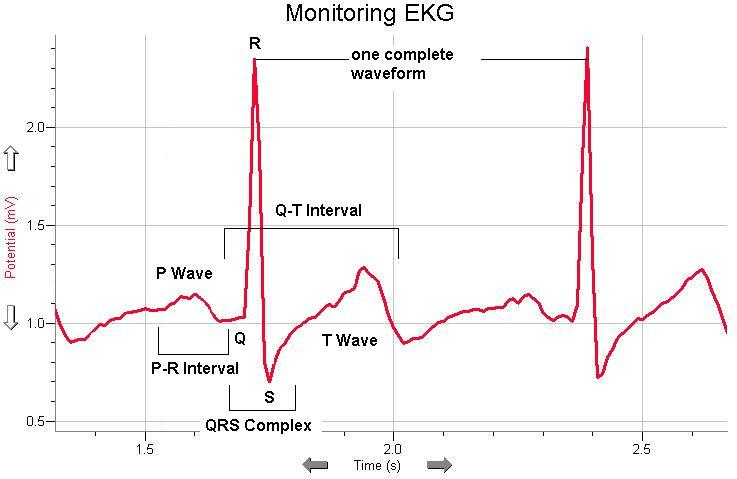 Monitoring EKG
R
one complete
waveform
2.0
Q-T Interval
1.5
P Wave
1.0
Q
T Wave
P-R Interval
S
QRS Complex
0.5
Potential (mV)
1.5
2.0
2.5
Time (s)